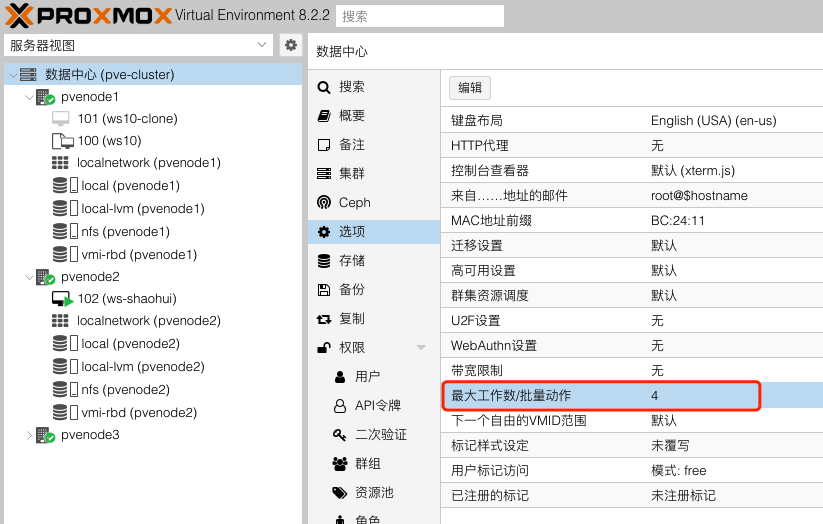 PROXMOX Virtual Environment 8.2.2 搜索
服务器视图
数据中心 (pve-cluster)
pvenode1
101 (ws10-clone)
100 (ws10)
localnetwork (pvenode1)
local (pvenode1)
local-lvm (pvenode1)
nfs (pvenode1)
vmi-rbd (pvenode1)
pvenode2
102 (ws-shaohui)
localnetwork (pvenode2)
local (pvenode2)
local-lvm (pvenode2)
nfs (pvenode2)
vmi-rbd (pvenode2)
pvenode3
数据中心
搜索
概要
备注
集群
Ceph
选项
存储
备份
复制
权限
用户
API令牌
二次验证
群组
资源池
角色
编辑
键盘布局 English (USA) (en-us)
HTTP代理 无
控制台查看器 默认 (xterm.js)
来自……地址的邮件 root@$hostname
MAC地址前缀 BC:24:11
迁移设置 默认
高可用设置 默认
群集资源调度 默认
U2F设置 无
WebAuthn设置 无
带宽限制 无
最大工作数/批量动作 4
下一个自由的VMID范围 默认
标记样式设定 未覆写
用户标记访问 模式: free
已注册的标记 未注册标记